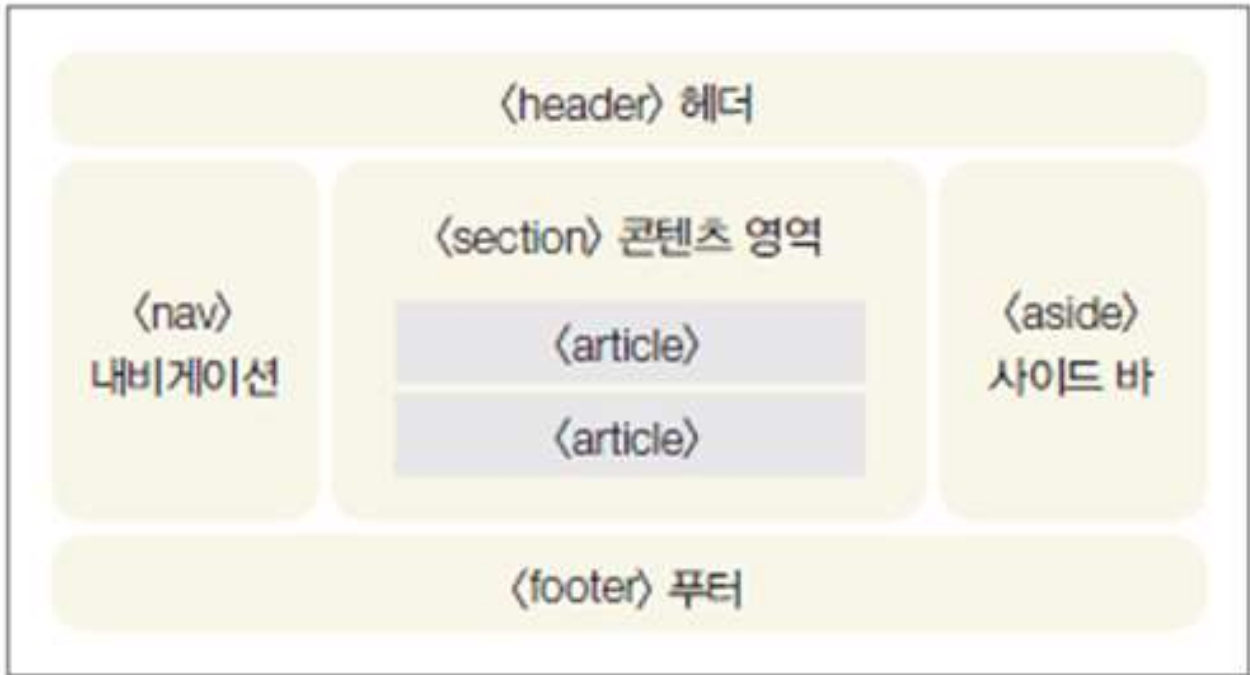 〈header〉 헤더
〈nav〉
내비게이션
〈section〉 콘텐츠 영역
〈article〉
〈article〉
〈aside〉
사이드 바
〈footer〉 푸터